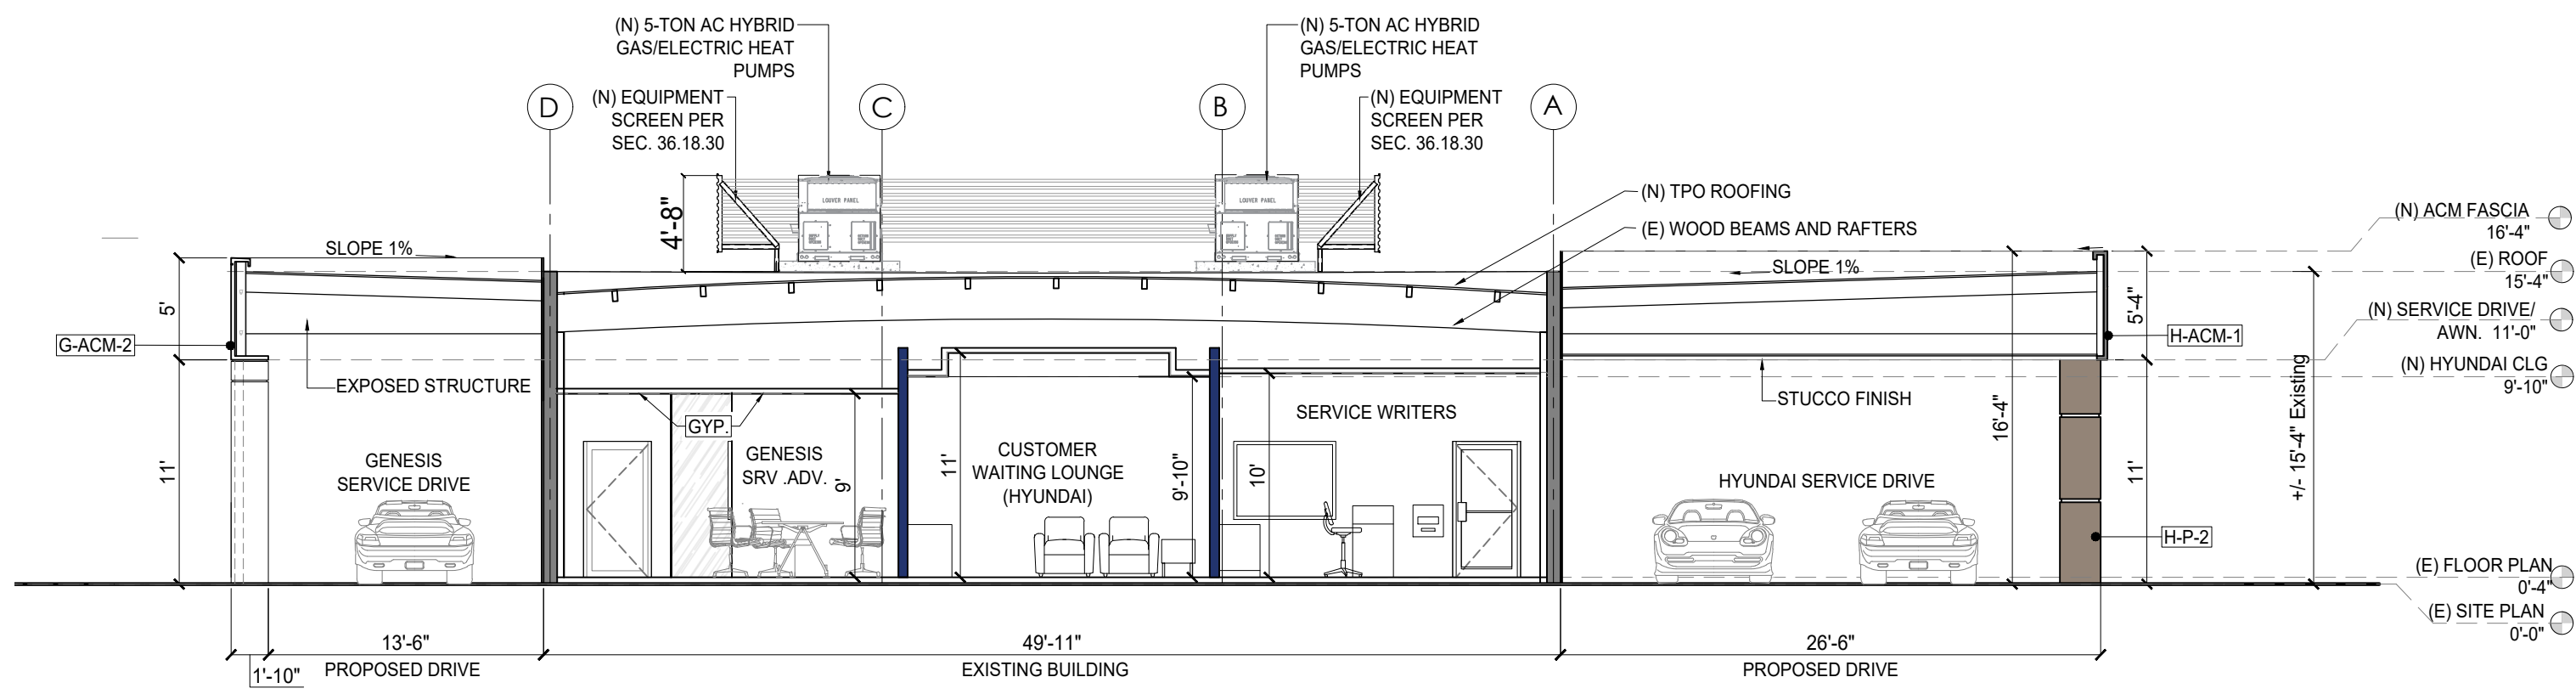 (N) 5-TON AC HYBRID
GAS/ELECTRIC HEAT
PUMPS
(N) 5-TON AC HYBRID
GAS/ELECTRIC HEAT
PUMPS
D
(N) EQUIPMENT
SCREEN PER
SEC. 36.18.30
C
B
(N) EQUIPMENT
SCREEN PER
SEC. 36.18.30
A
4'-8"
LOUVER PANEL
LOUVER PANEL
(N) TPO ROOFING
(E) WOOD BEAMS AND RAFTERS
(N) ACM FASCIA
16'-4"
(E) ROOF
15'-4"
(N) SERVICE DRIVE/
AWN. 11'-0"
(N) HYUNDAI CLG
9'-10"
SLOPE 1%
SLOPE 1%
5'
5'-4"
G-ACM-2
H-ACM-1
EXPOSED STRUCTURE
STUCCO FINISH
GYP.
GENESIS
SERVICE DRIVE
GENESIS
SRV .ADV.
9'
11'
CUSTOMER
WAITING LOUNGE
(HYUNDAI)
11'
9'-10"
10'
SERVICE WRITERS
HYUNDAI SERVICE DRIVE
16'-4"
11'
+/- 15'-4" Existing
H-P-2
(E) FLOOR PLAN
0'-4"
(E) SITE PLAN
0'-0"
1'-10"
13'-6"
PROPOSED DRIVE
49'-11"
EXISTING BUILDING
26'-6"
PROPOSED DRIVE